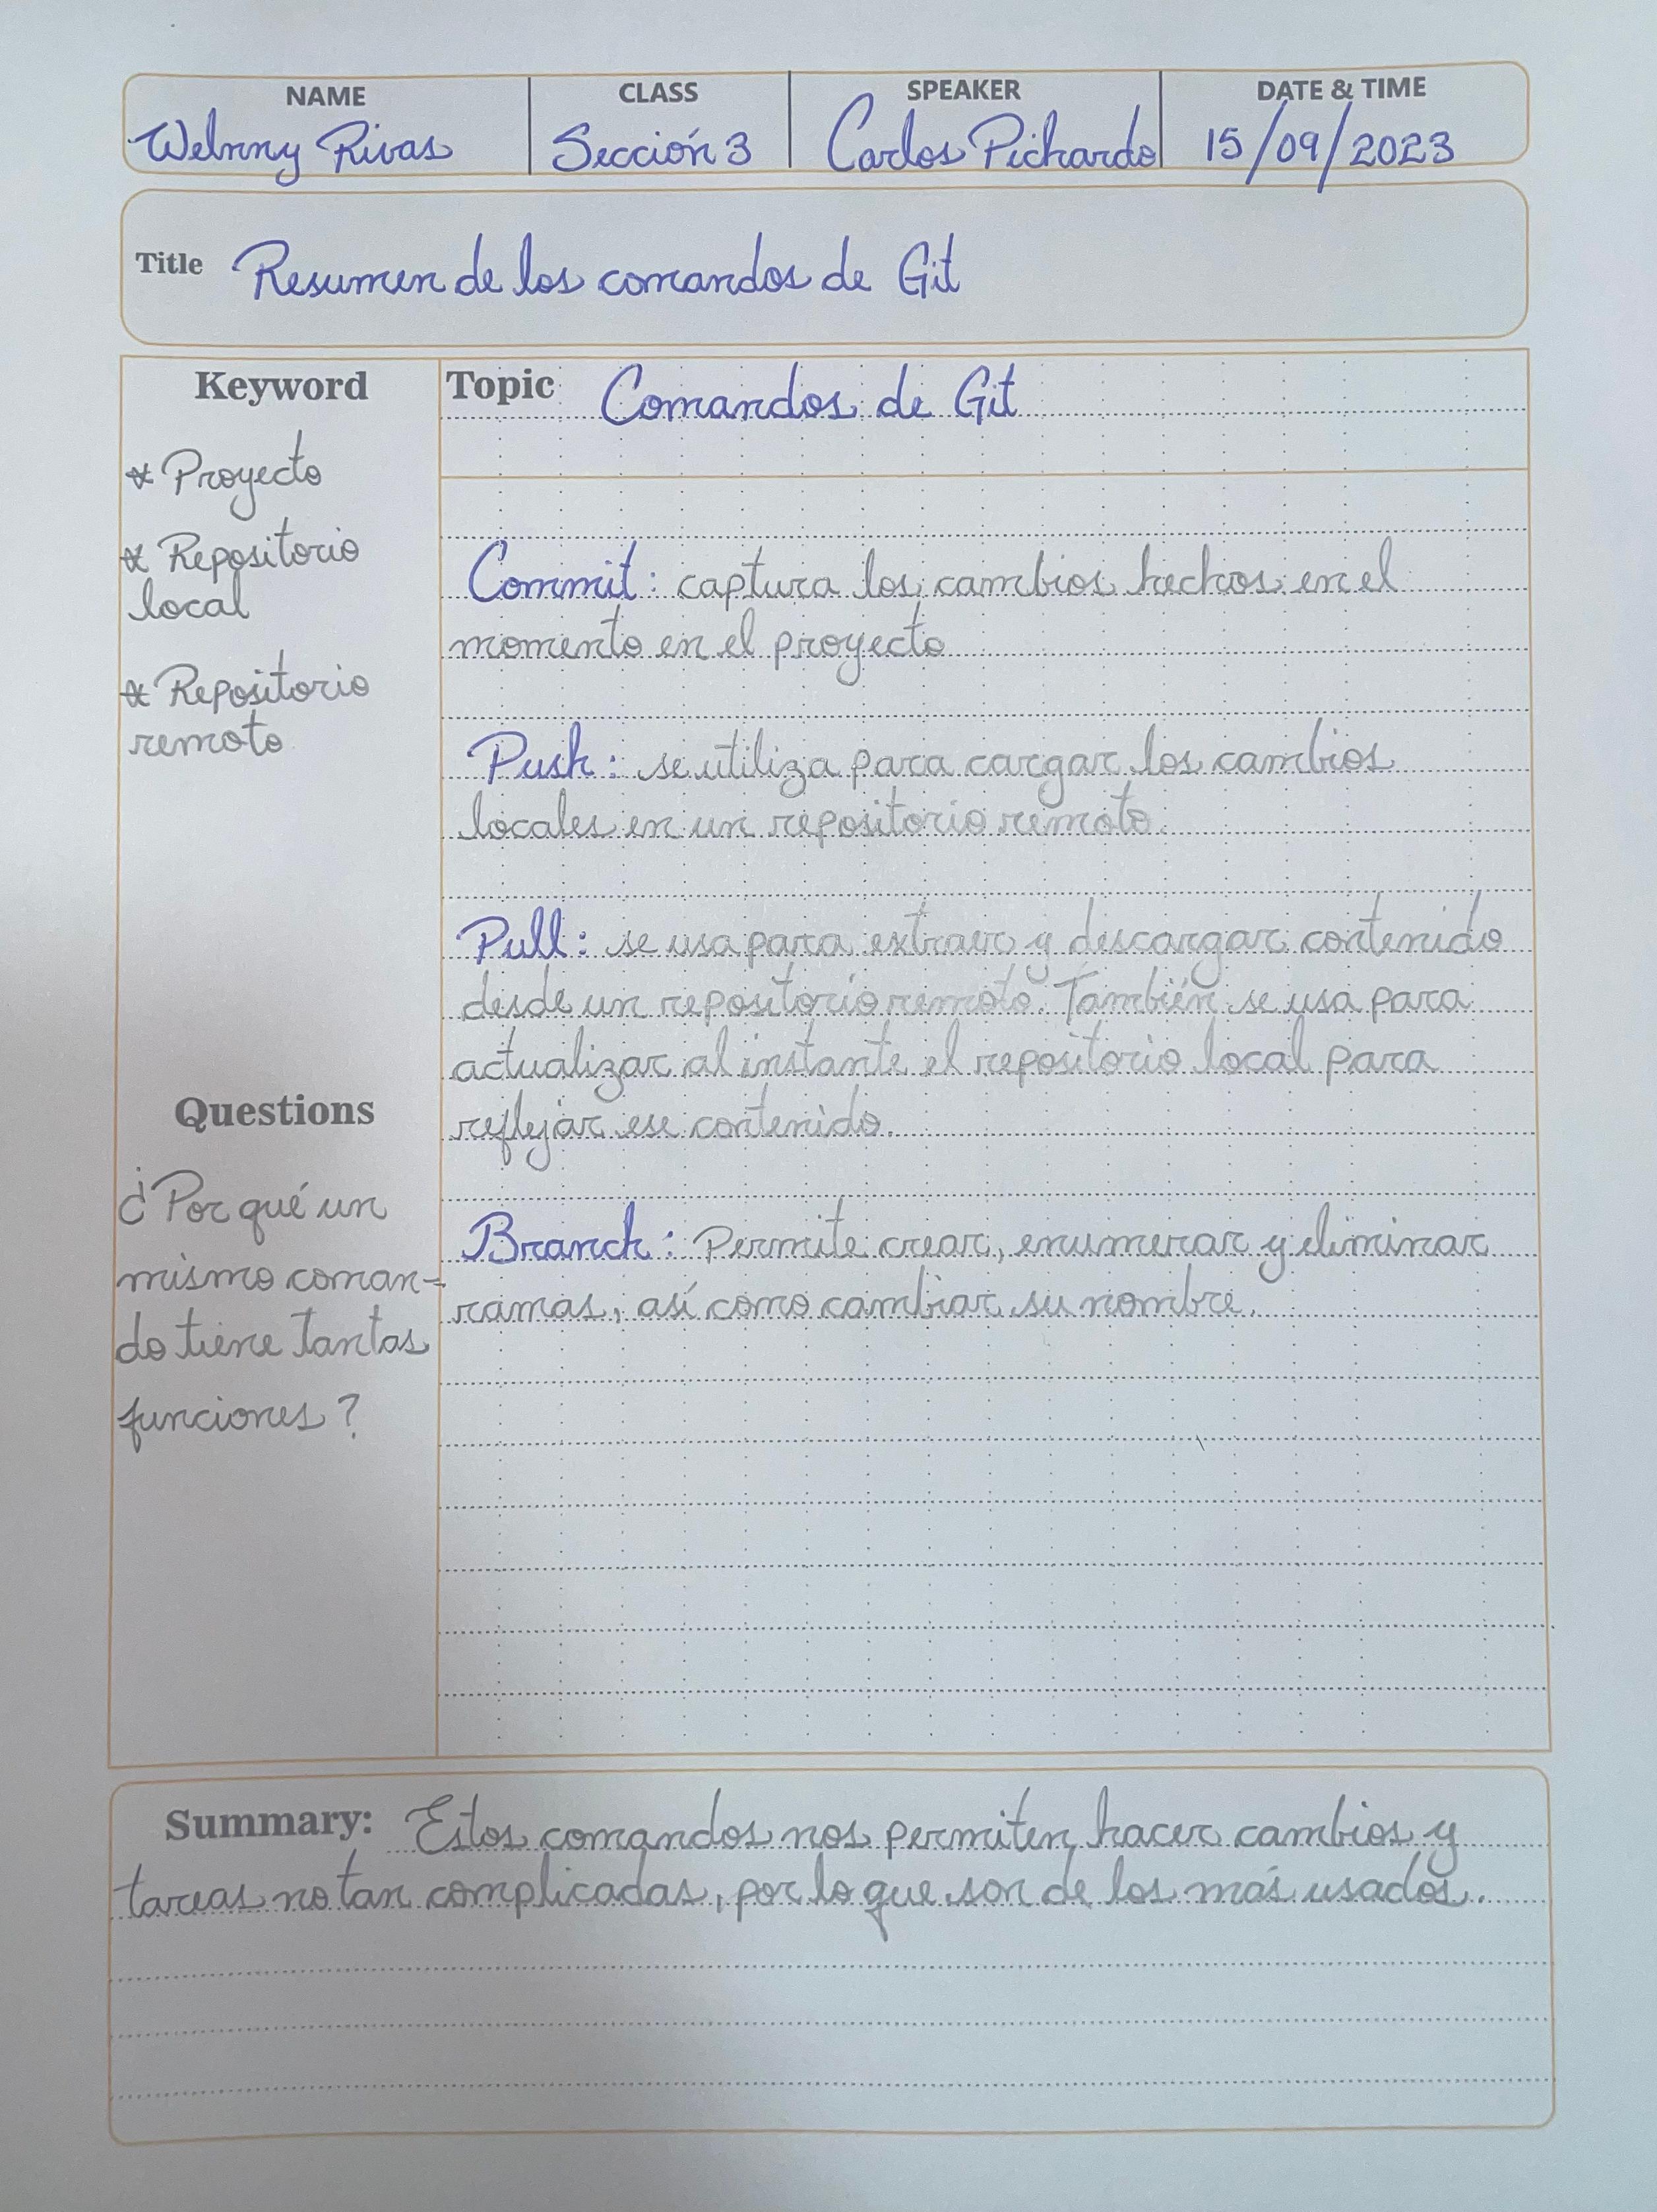 NAME CLASS SPEAKER DATE & TIME
Welnny Rivas Sección 3 Carlos Pichardo 15/09/2023
Title Resumen de los comandos de Git
Keyword
* Proyecto
* Repositorio
local
* Repositorio
remoto
Questions
¿Por qué un
mismo coman-
do tiene tantas
funciones?
Topic Comandos de Git
Commit: captura los cambios hechos en el
momento en el proyecto
Push: se utiliza para cargar los cambios
locales en un repositorio remoto.
Pull: se usa para extraer y descargar contenido
desde un repositorio remoto. También se usa para
actualizar al instante el repositorio local para
reflejar ese contenido.
Branch: Permite crear, enumerar y eliminar
ramas, así como cambiar su nombre.
Summary: Estos comandos nos permiten hacer cambios y
tareas no tan complicadas, por lo que son de los más usados.